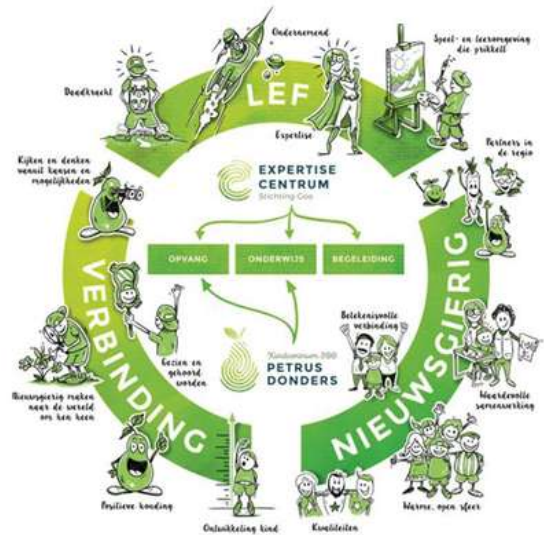 Ondernemend
Daadkracht
LEF
Speel- en leeromgeving
die prikkelt
Expertise
Partners in
de regio
Kijken en denken
vanuit kansen en
mogelijkheden
EXPERTISE
CENTRUM
Stichting Goo
OPVANG
ONDERWIJS
BEGELEIDING
VERBINDING
NIEUWSGIERIG
Gezien en
gehoord
worden
Betekenisvolle
verbinding
Kindcentrum
PETRUS
DONDERS
Nieuwsgierig maken
naar de wereld
om hen heen
Waardevolle
samenwerking
Positieve houding
Ontwikkeling kind
Kwaliteiten
Warme, open sfeer